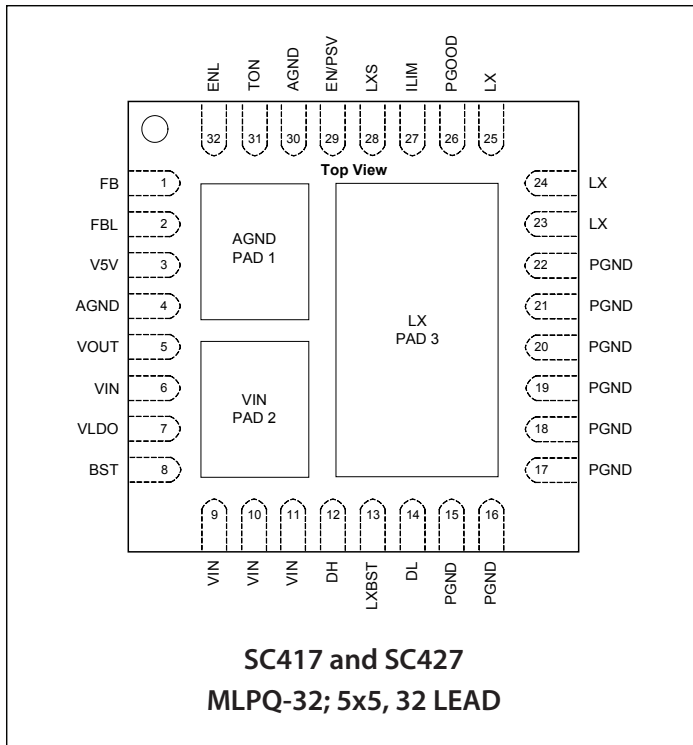 ENL
TON
AGND
EN/PSV
LXS
ILIM
PGOOD
LX
32
31
30
29
28
27
26
25
Top View
FB 1
FBL 2
V5V 3
AGND 4
VOUT 5
VIN 6
VLDO 7
BST 8
AGND
PAD 1
VIN
PAD 2
LX
PAD 3
24 LX
23 LX
22 PGND
21 PGND
20 PGND
19 PGND
18 PGND
17 PGND
9
10
11
12
13
14
15
16
VIN
VIN
VIN
DH
LXBST
DL
PGND
PGND
SC417 and SC427
MLPQ-32; 5x5, 32 LEAD